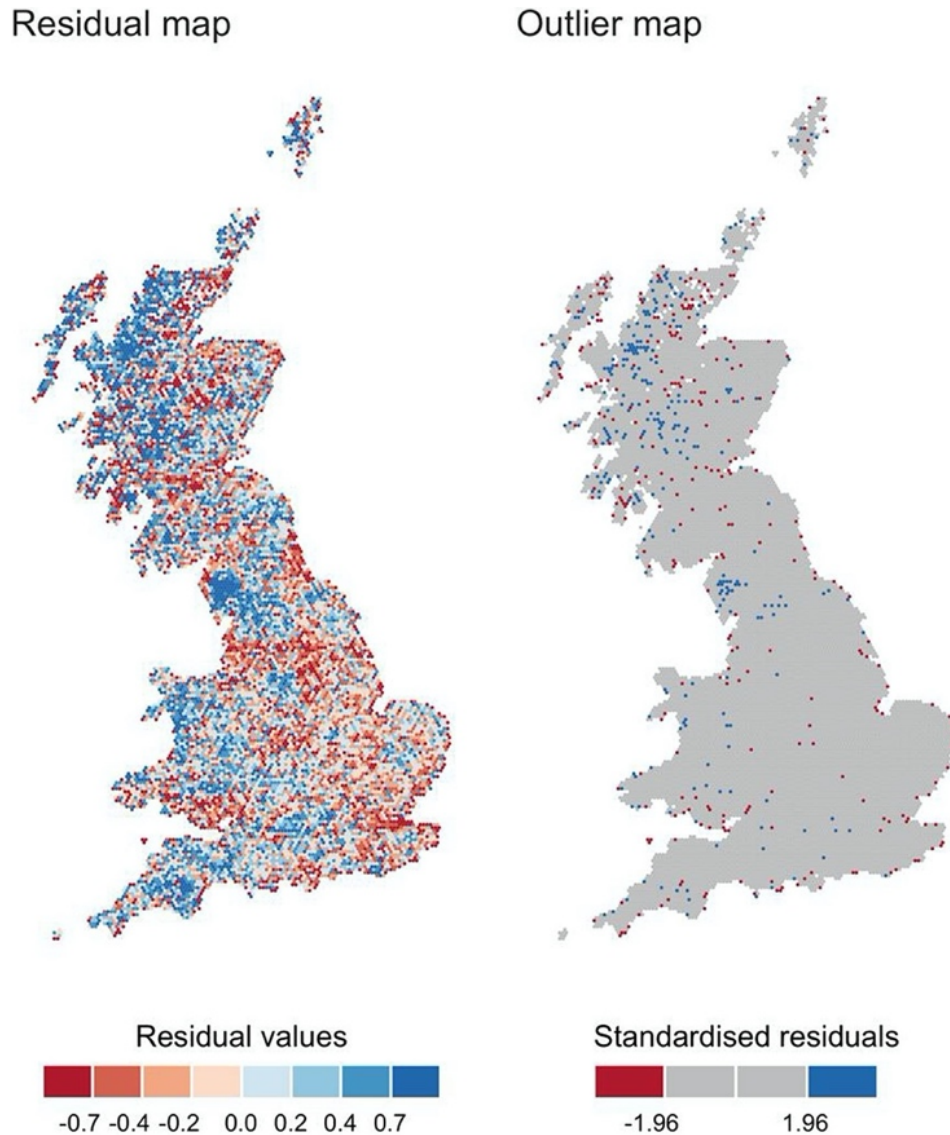 Residual map
Outlier map
Residual values
-0.7 -0.4 -0.2 0.0 0.2 0.4 0.7
Standardised residuals
-1.96 1.96